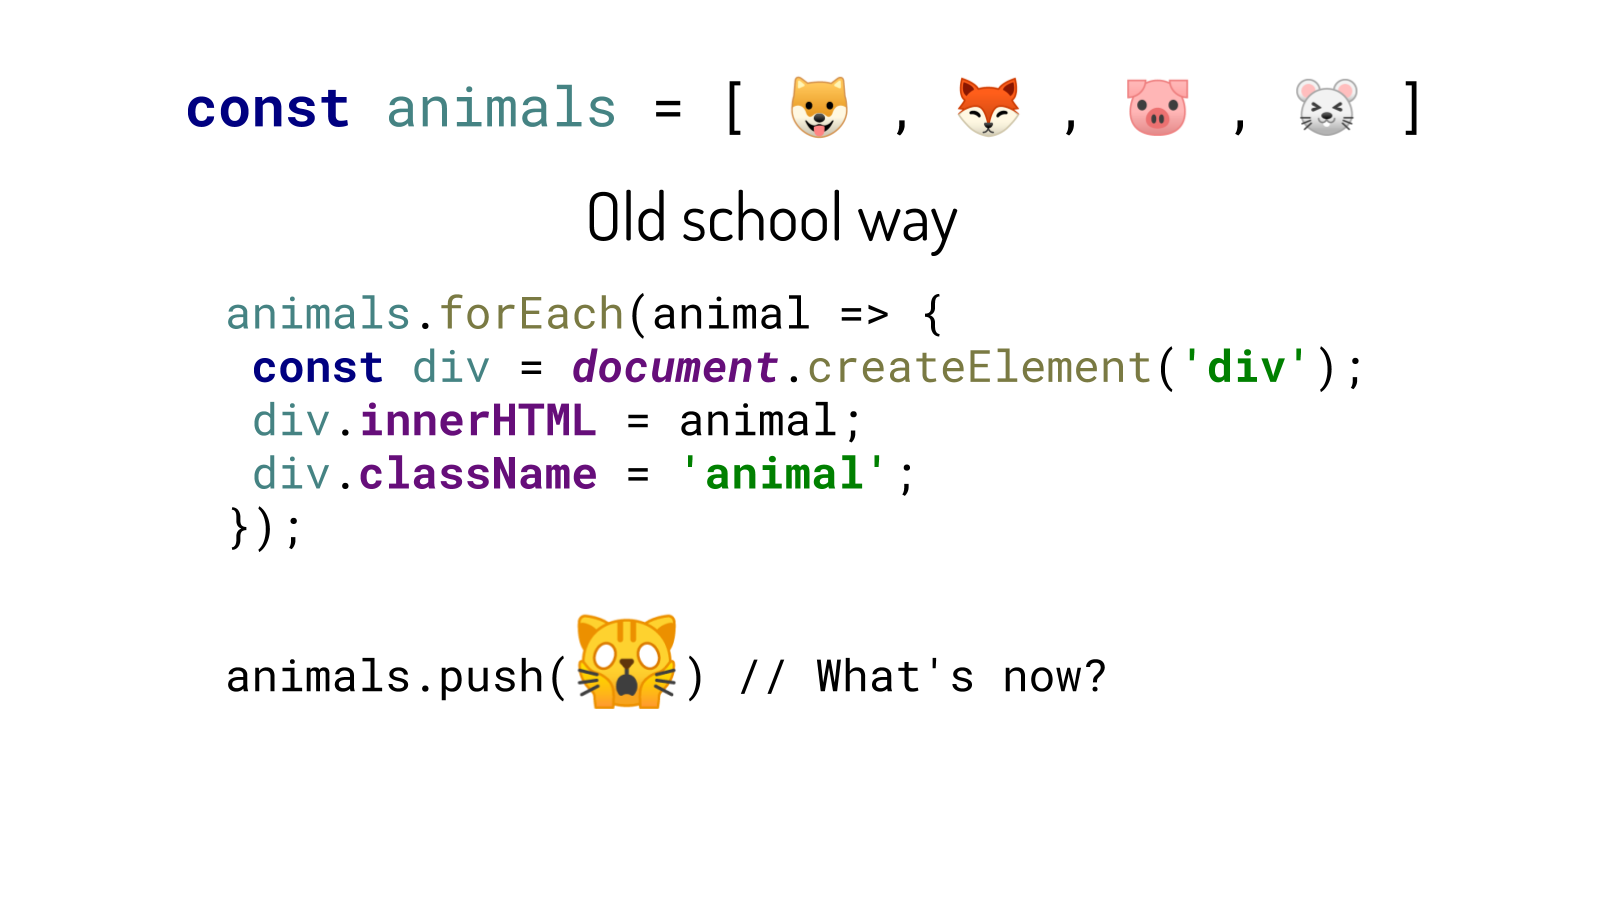 const animals = [ 🐶 , 🦊 , 🐷 , 🐭 ]
Old school way
animals.forEach(animal => {
const div = document.createElement('div');
div.innerHTML = animal;
div.className = 'animal';
});
animals.push(🙀) // What's now?